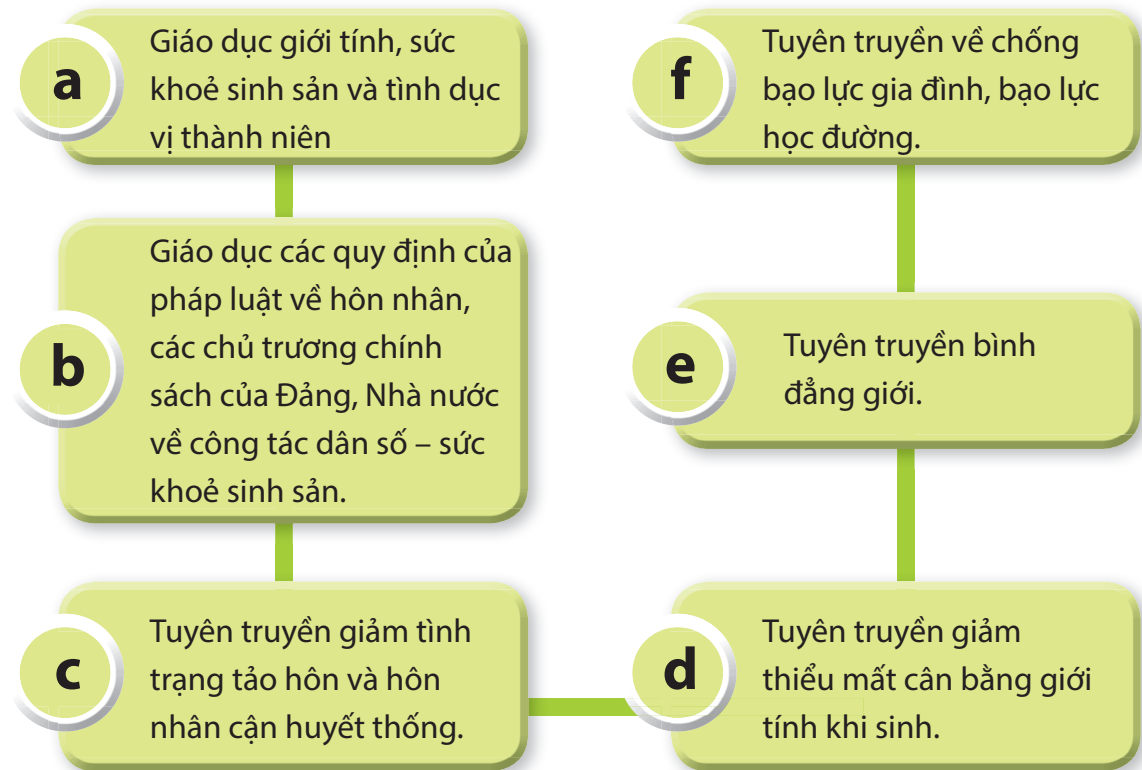 a
Giáo dục giới tính, sức
khoẻ sinh sản và tình dục
vị thành niên
b
Giáo dục các quy định của
pháp luật về hôn nhân,
các chủ trương chính
sách của Đảng, Nhà nước
về công tác dân số – sức
khoẻ sinh sản.
c
Tuyên truyền giảm tình
trạng tảo hôn và hôn
nhân cận huyết thống.
d
Tuyên truyền giảm
thiểu mất cân bằng giới
tính khi sinh.
e
Tuyên truyền bình
đẳng giới.
f
Tuyên truyền về chống
bạo lực gia đình, bạo lực
học đường.